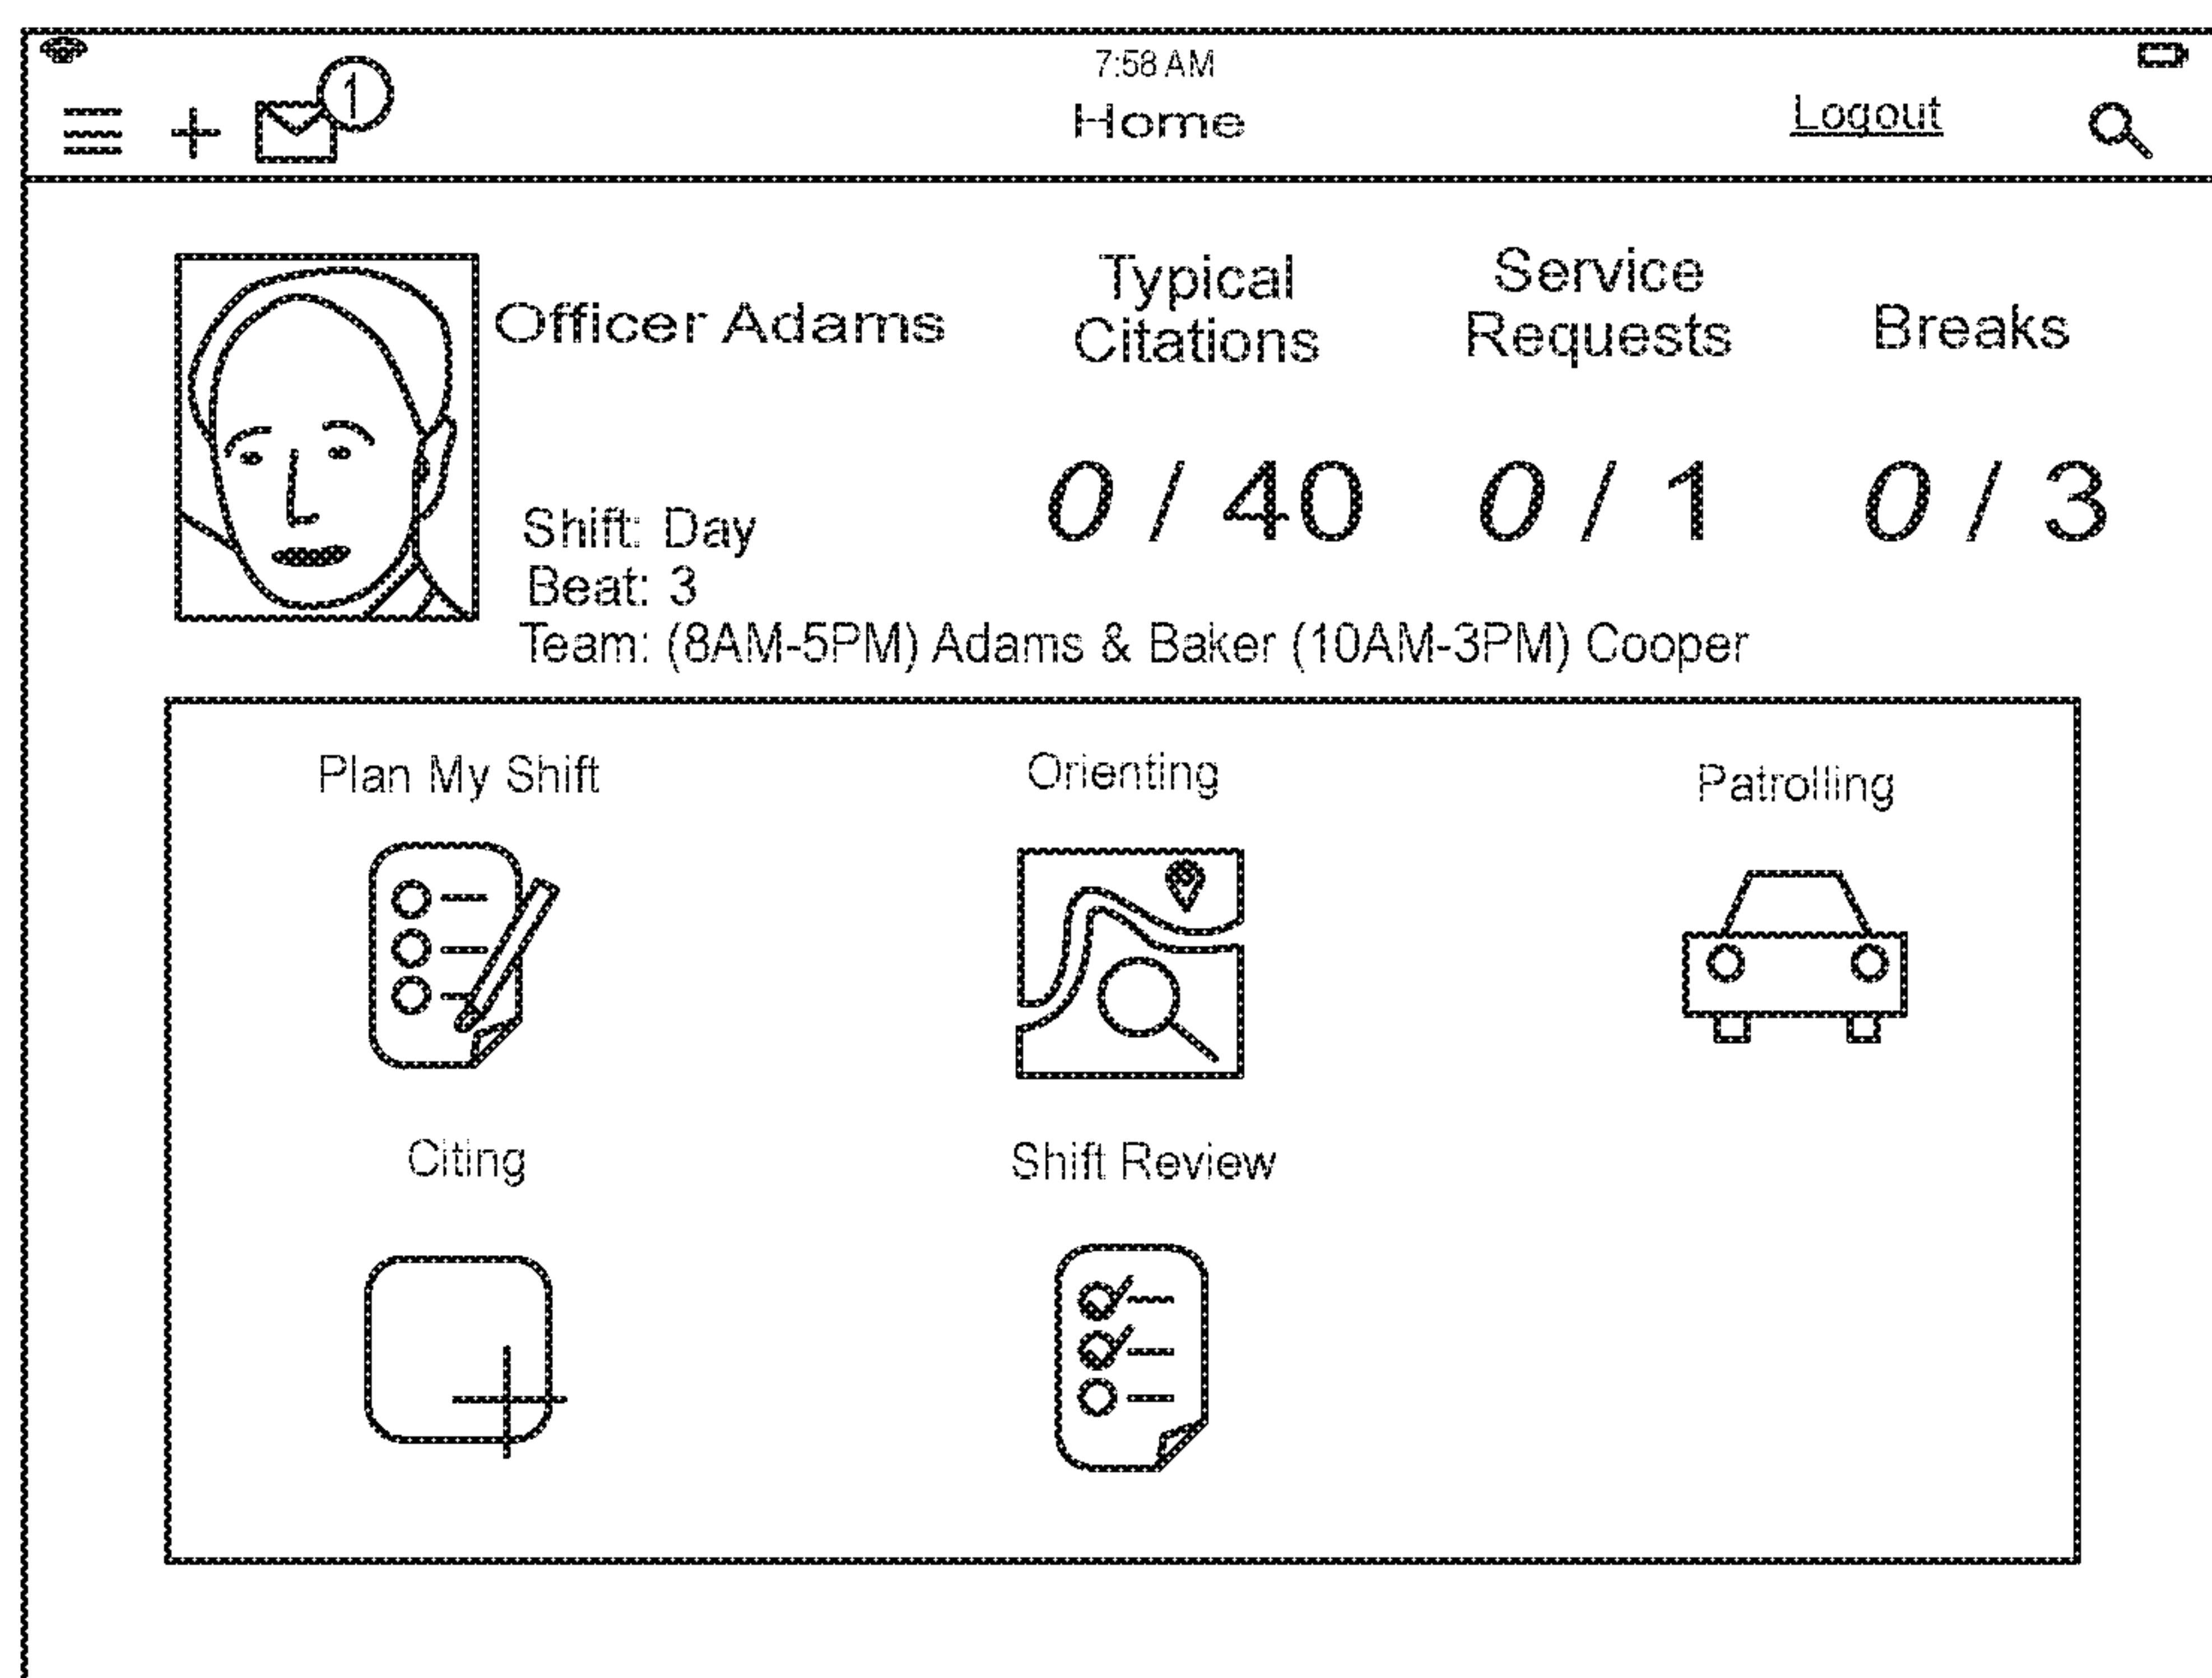 7:58 AM
1
Home
Logout
Officer Adams
Typical
Citations
Service
Requests
Breaks
0 / 40
0 / 1
0 / 3
Shift: Day
Beat: 3
Team: (8AM-5PM) Adams & Baker (10AM-3PM) Cooper
Plan My Shift
Orienting
Patrolling
Citing
Shift Review